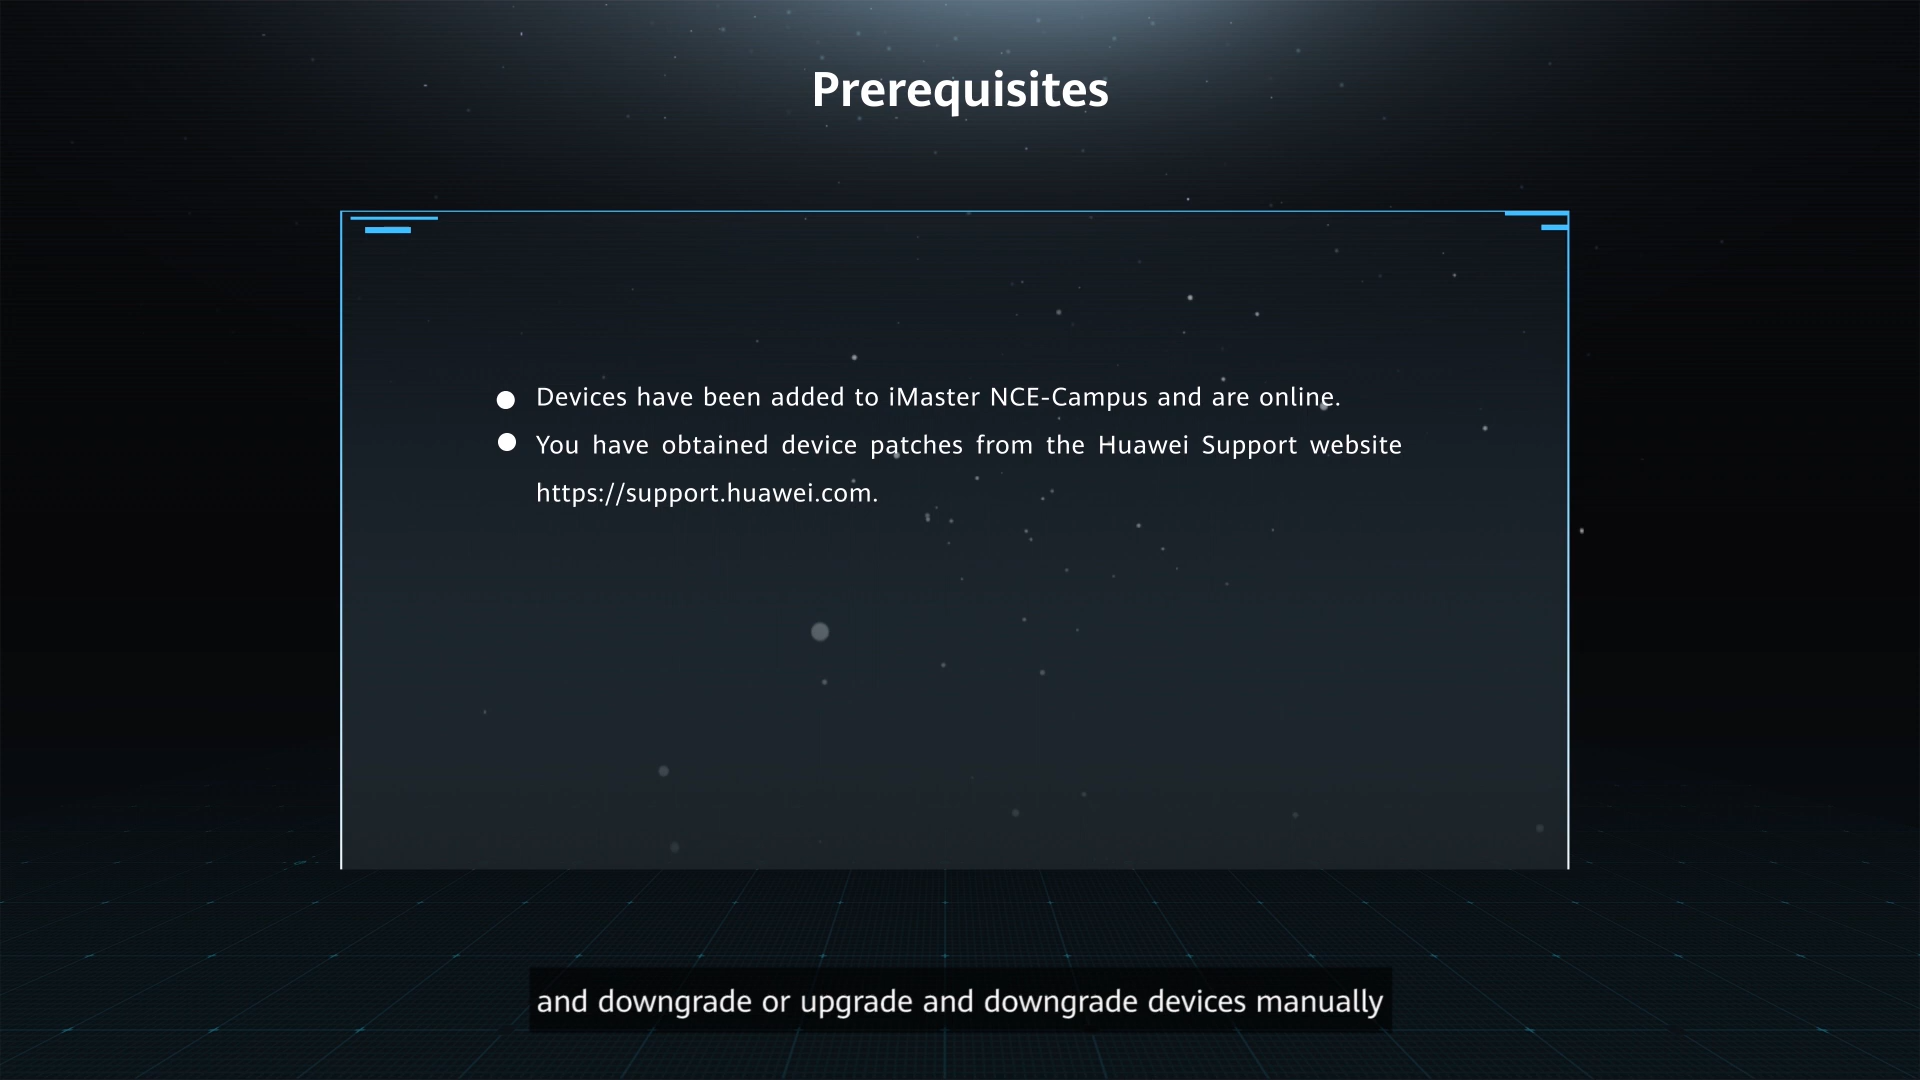 Prerequisites
● Devices have been added to iMaster NCE-Campus and are online.
● You have obtained device patches from the Huawei Support website
https://support.huawei.com.
and downgrade or upgrade and downgrade devices manually